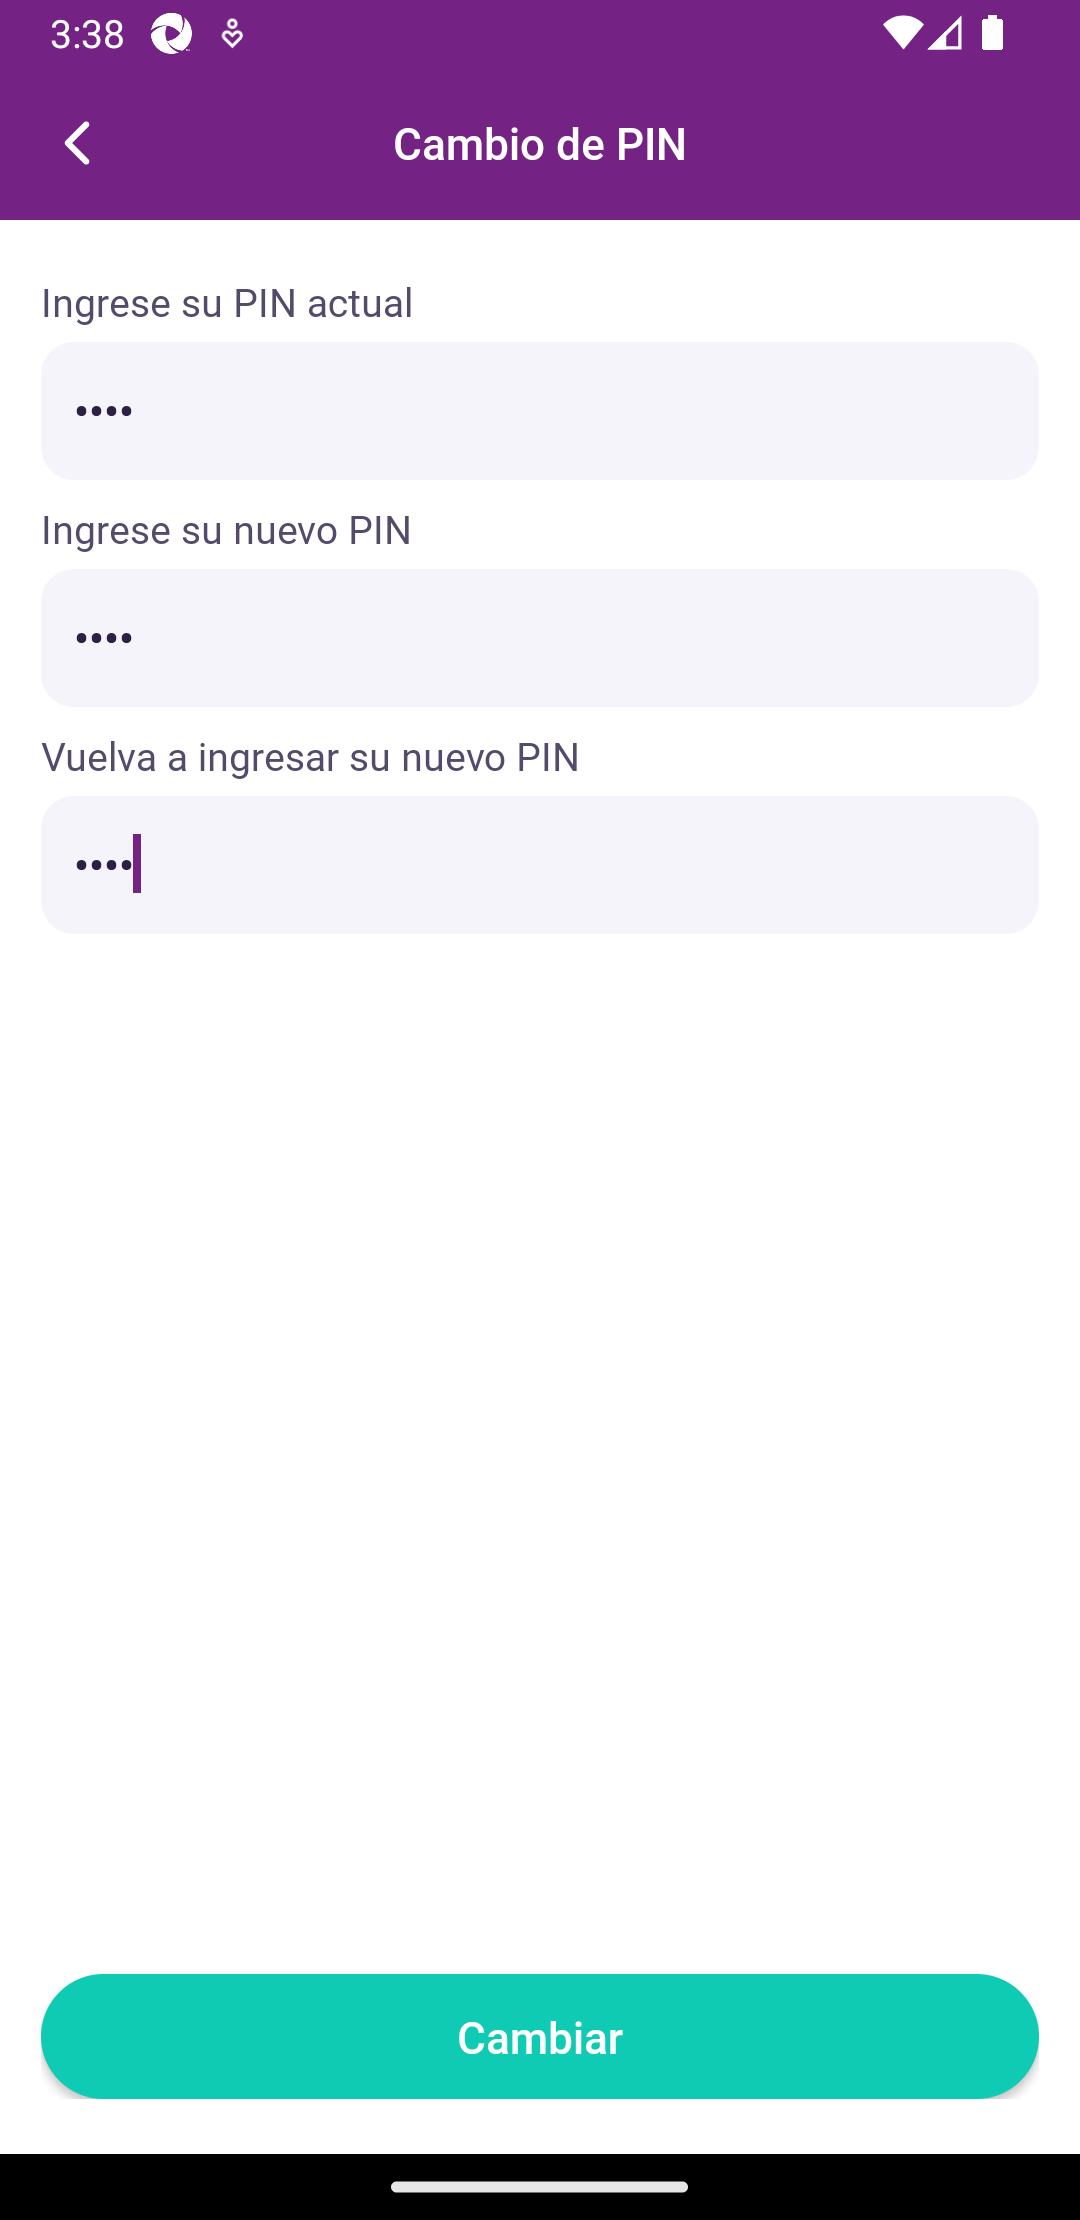 3:38
Cambio de PIN
Ingrese su PIN actual
••••
Ingrese su nuevo PIN
••••
Vuelva a ingresar su nuevo PIN
••••
Cambiar